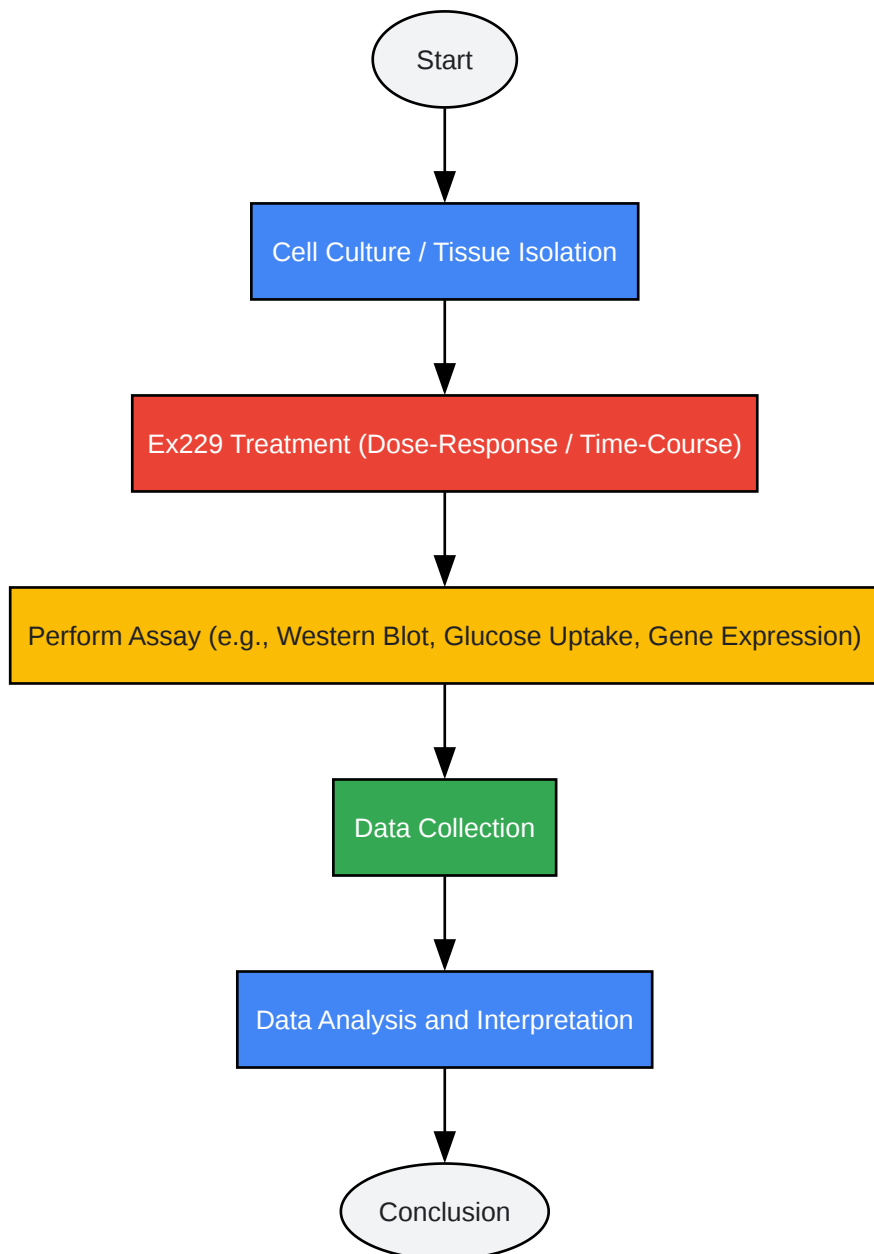 Start
Cell Culture / Tissue Isolation
Ex229 Treatment (Dose-Response / Time-Course)
Perform Assay (e.g., Western Blot, Glucose Uptake, Gene Expression)
Data Collection
Data Analysis and Interpretation
Conclusion